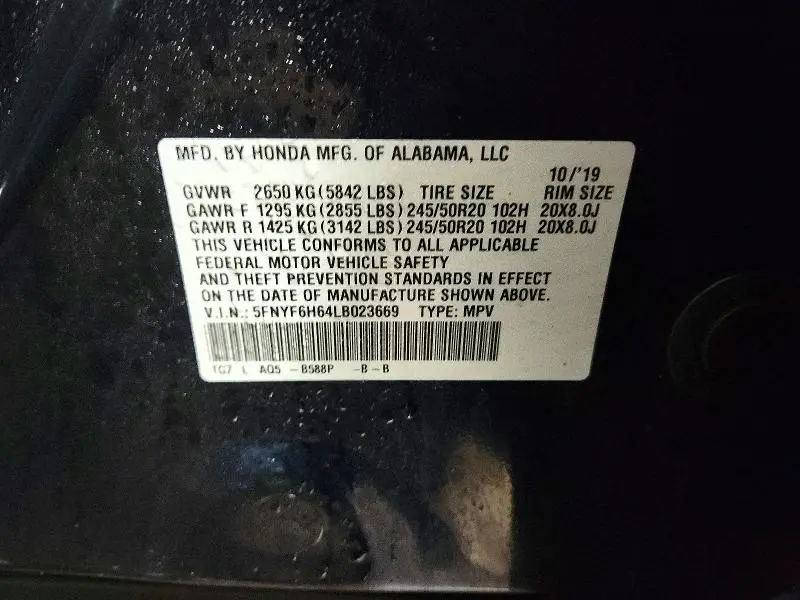 MFD. BY HONDA MFG. OF ALABAMA, LLC
10/'19
GVWR 2650 KG (5842 LBS) TIRE SIZE RIM SIZE
GAWR F 1295 KG (2855 LBS) 245/50R20 102H 20X8.0J
GAWR R 1425 KG (3142 LBS) 245/50R20 102H 20X8.0J
THIS VEHICLE CONFORMS TO ALL APPLICABLE
FEDERAL MOTOR VEHICLE SAFETY
AND THEFT PREVENTION STANDARDS IN EFFECT
ON THE DATE OF MANUFACTURE SHOWN ABOVE.
V.I.N.: 5FNYF6H64LB023669 TYPE: MPV
TG7 L AQ5 -B588P -B-B